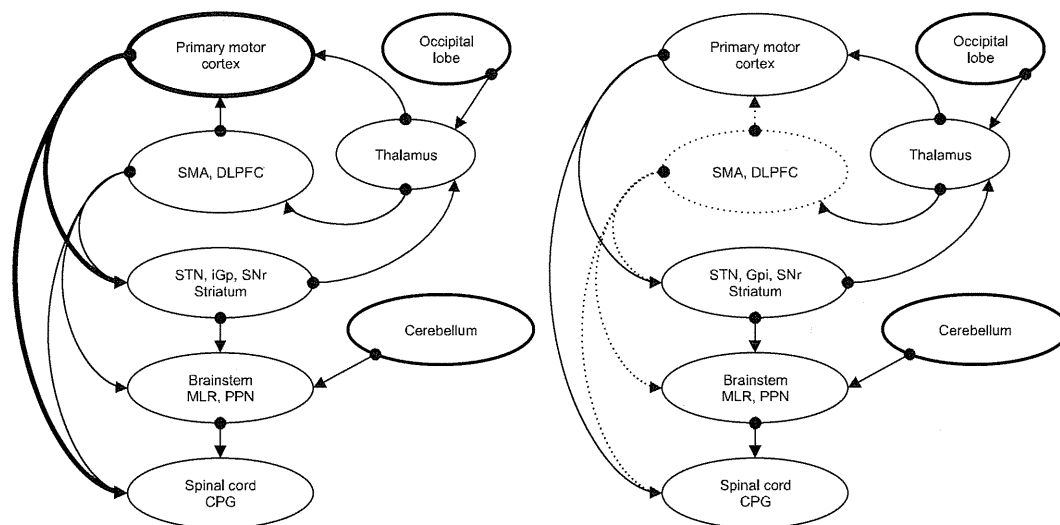 Primary motor
cortex
Occipital
lobe
SMA, DLPFC
Thalamus
STN, iGp, SNr
Striatum
Cerebellum
Brainstem
MLR, PPN
Spinal cord
CPG
Primary motor
cortex
Occipital
lobe
SMA, DLPFC
Thalamus
STN, Gpi, SNr
Striatum
Cerebellum
Brainstem
MLR, PPN
Spinal cord
CPG